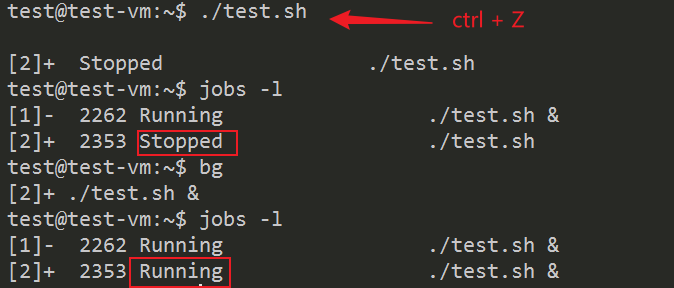 test@test-vm:~$ ./test.sh
ctrl + Z
[2]+  Stopped                 ./test.sh
test@test-vm:~$ jobs -l
[1]-  2262 Running                 ./test.sh &
[2]+  2353 Stopped                 ./test.sh
test@test-vm:~$ bg
[2]+ ./test.sh &
test@test-vm:~$ jobs -l
[1]-  2262 Running                 ./test.sh &
[2]+  2353 Running                 ./test.sh &